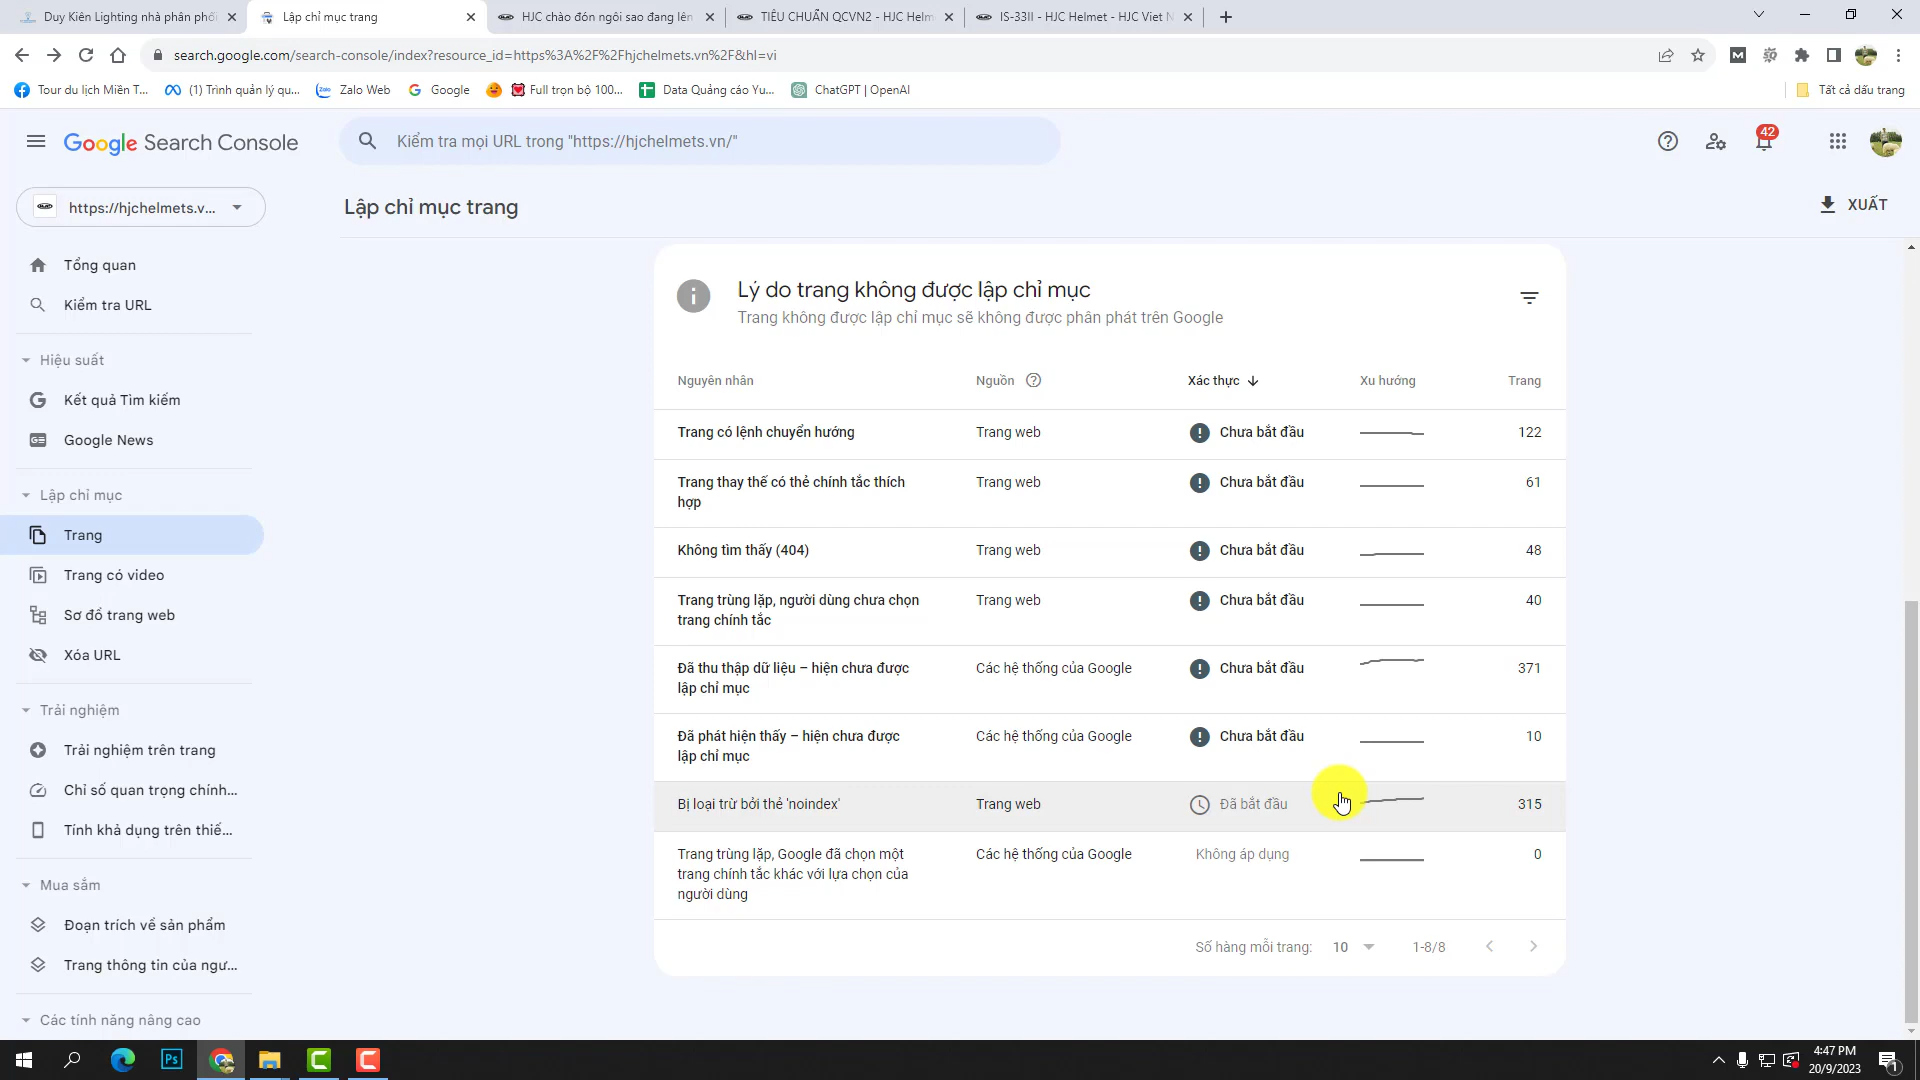 Duy Kiên Lighting nhà phân phối
Lập chỉ mục trang
HJC chào đón ngôi sao đang lên
TIÊU CHUẨN QCVN2 - HJC Helm
IS-33II - HJC Helmet - HJC Viet N
search.google.com/search-console/index?resource_id=https%3A%2F%2Fhjchelmets.vn%2F&hl=vi
Tour du lịch Miền T...
(1) Trình quản lý qu...
Zalo Web
Google
Full trọn bộ 100...
Data Quảng cáo Yu...
ChatGPT | OpenAI
Tất cả dấu trang
Google Search Console
Kiểm tra mọi URL trong "https://hjchelmets.vn/"
42
https://hjchelmets.v...
Lập chỉ mục trang
XUẤT
Tổng quan
Kiểm tra URL
Hiệu suất
Kết quả Tìm kiếm
Google News
Lập chỉ mục
Trang
Trang có video
Sơ đồ trang web
Xóa URL
Trải nghiệm
Trải nghiệm trên trang
Chỉ số quan trọng chính...
Tính khả dụng trên thiế...
Mua sắm
Đoạn trích về sản phẩm
Trang thông tin của ngư...
Các tính năng nâng cao
Lý do trang không được lập chỉ mục
Trang không được lập chỉ mục sẽ không được phân phát trên Google
Nguyên nhân Nguồn Xác thực Xu hướng Trang
Trang có lệnh chuyển hướng Trang web Chưa bắt đầu 122
Trang thay thế có thẻ chính tắc thích Trang web Chưa bắt đầu 61
hợp
Không tìm thấy (404) Trang web Chưa bắt đầu 48
Trang trùng lặp, người dùng chưa chọn Trang web Chưa bắt đầu 40
trang chính tắc
Đã thu thập dữ liệu – hiện chưa được Các hệ thống của Google Chưa bắt đầu 371
lập chỉ mục
Đã phát hiện thấy – hiện chưa được Các hệ thống của Google Chưa bắt đầu 10
lập chỉ mục
Bị loại trừ bởi thẻ 'noindex' Trang web Đã bắt đầu 315
Trang trùng lặp, Google đã chọn một Các hệ thống của Google Không áp dụng 0
trang chính tắc khác với lựa chọn của
người dùng
Số hàng mỗi trang: 10 1-8/8
Ps
4:47 PM
20/9/2023
1